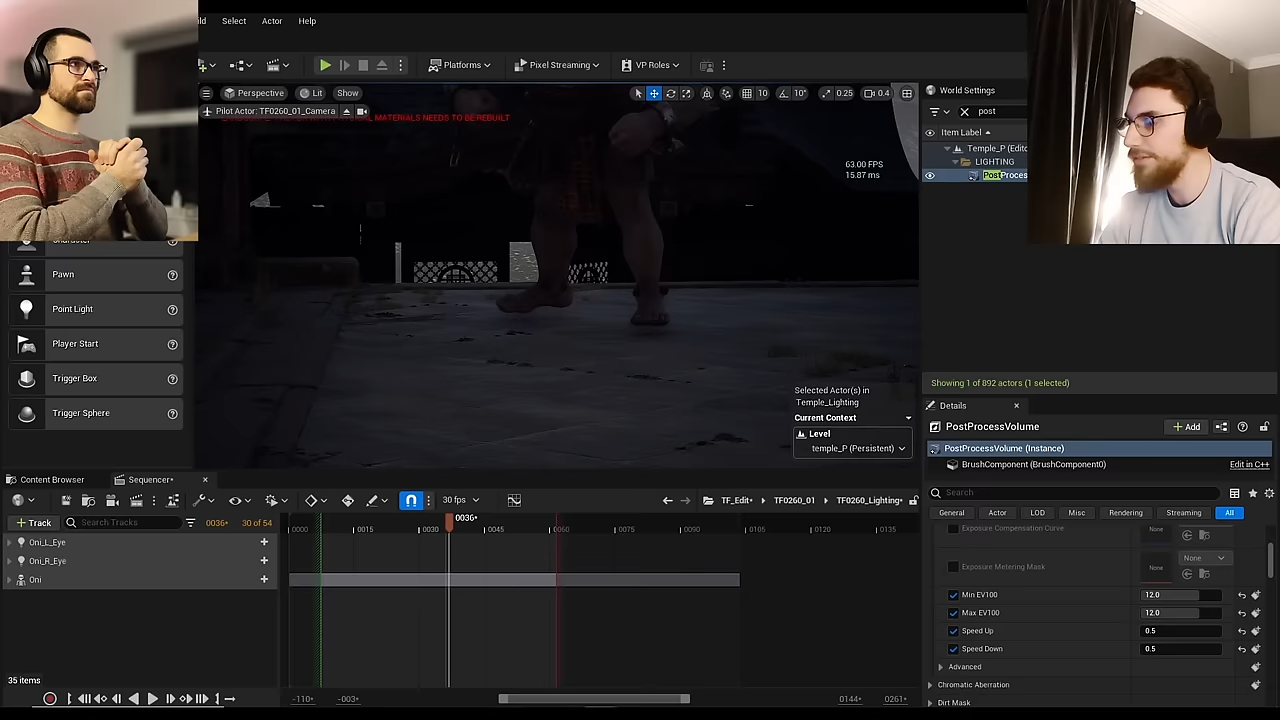 ld Select Actor Help
Platforms Pixel Streaming VP Roles
Perspective Lit Show 10 10° 0.25 0.4
Pilot Actor: TF0260_01_Camera
MATERIALS NEEDS TO BE REBUILT
63.00 FPS
15.87 ms
World Settings
post
Item Label
Temple_P (Edito
LIGHTING
PostProces
Pawn
Point Light
Player Start
Trigger Box
Trigger Sphere
Selected Actor(s) in
Temple_Lighting
Current Context
Level
temple_P (Persistent)
Showing 1 of 892 actors (1 selected)
Details
PostProcessVolume
Add
PostProcessVolume (Instance)
BrushComponent (BrushComponent0) Edit in C++
Search
General Actor LOD Misc Rendering Streaming All
Exposure Compensation Curve None
Exposure Metering Mask None None
Min EV100 12.0
Max EV100 12.0
Speed Up 0.5
Speed Down 0.5
Advanced
Chromatic Aberration
Dirt Mask
Content Browser Sequencer*
30 fps TF_Edit* TF0260_01 TF0260_Lighting*
+ Track Search Tracks 0036* 30 of 54
0036*
0000 0015 0030 0045 0060 0075 0090 0105 0120 0135
Oni_L_Eye
Oni_R_Eye
Oni
35 items
-110* -003* 0144* 0261*